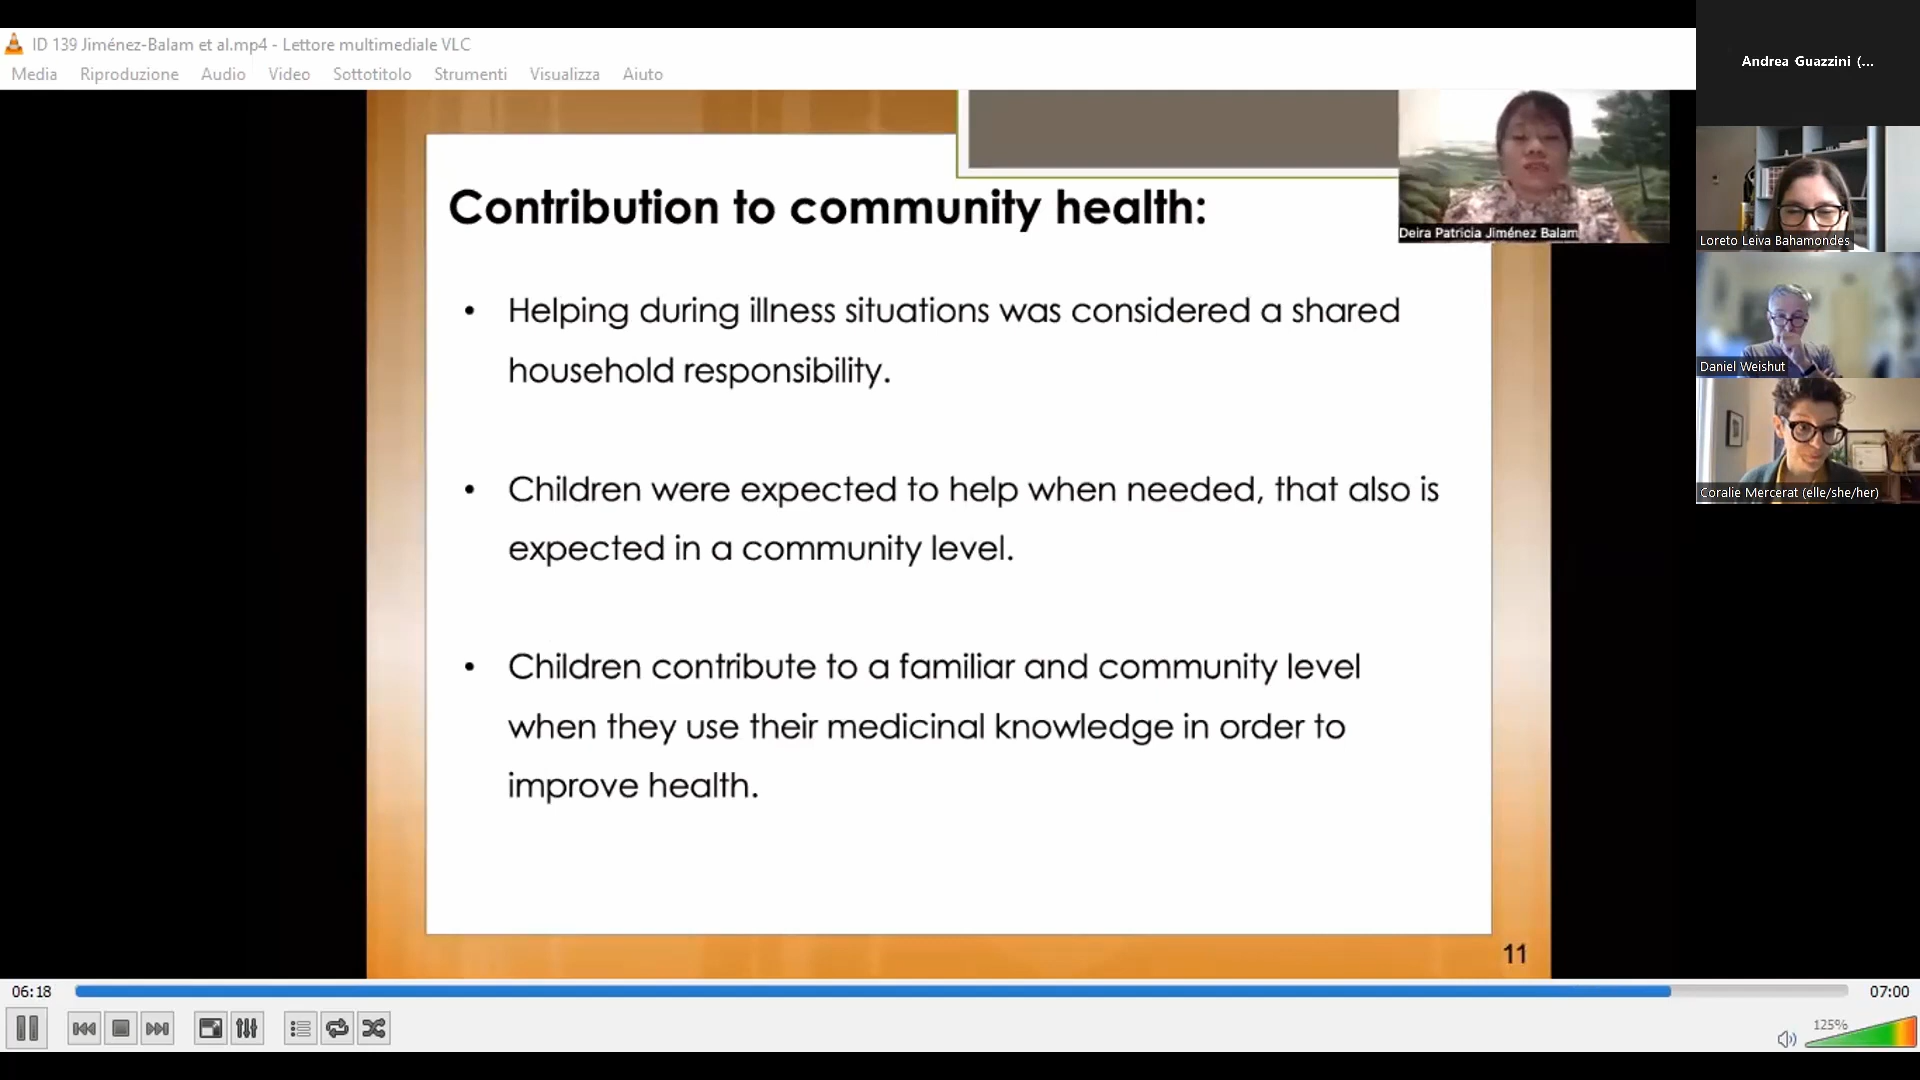 ID 139 Jiménez-Balam et al.mp4 - Lettore multimediale VLC
Media Riproduzione Audio Video Sottotitolo Strumenti Visualizza Aiuto
Andrea Guazzini (...
Deira Patricia Jiménez Balam
Loreto Leiva Bahamondes
Daniel Weishut
Coralie Mercerat (elle/she/her)
Contribution to community health:
• Helping during illness situations was considered a shared
household responsibility.
• Children were expected to help when needed, that also is
expected in a community level.
• Children contribute to a familiar and community level
when they use their medicinal knowledge in order to
improve health.
11
06:18
07:00
125%